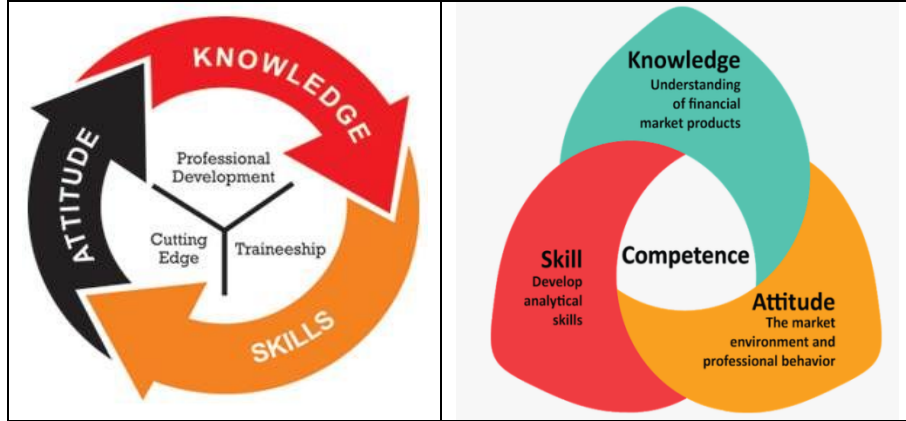 KNOWLEDGE
ATTITUDE
SKILLS
Professional
Development
Cutting
Edge
Traineeship
Knowledge
Understanding
of financial
market products
Skill
Develop
analytical
skills
Competence
Attitude
The market
environment and
professional behavior